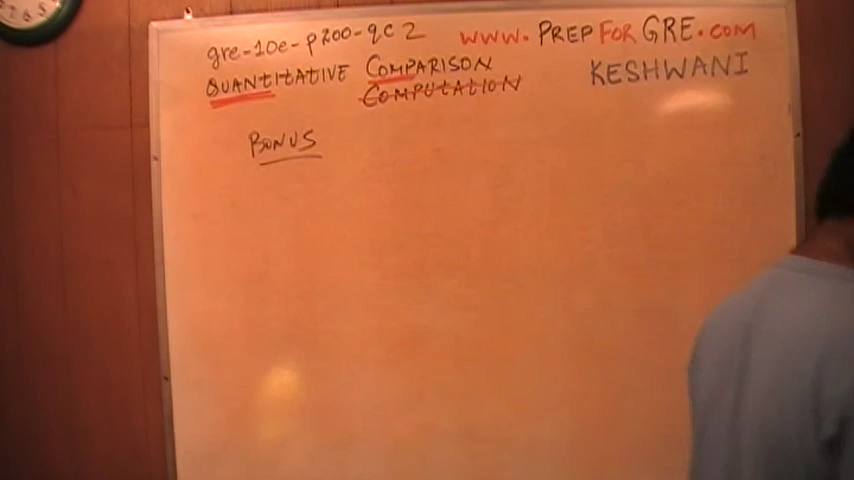 gre-10e-p200-qc2 www.PREPFORGRE.COM
QUANTITATIVE COMPARISON KESHWANI
COMPUTATION
BONUS